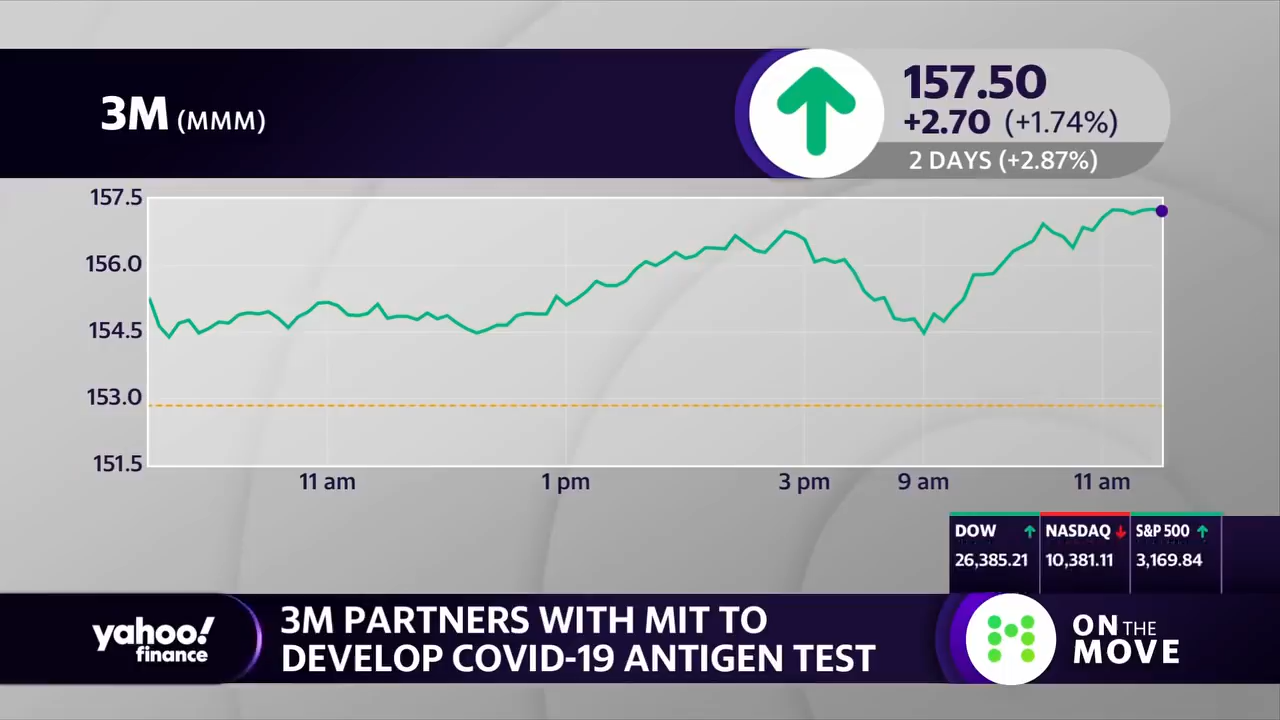 3M (MMM)
157.50
+2.70 (+1.74%)
2 DAYS (+2.87%)
157.5
156.0
154.5
153.0
151.5
11 am 1 pm 3 pm 9 am 11 am
DOW NASDAQ S&P 500
26,385.21 10,381.11 3,169.84
yahoo!
finance
3M PARTNERS WITH MIT TO
DEVELOP COVID-19 ANTIGEN TEST
ON THE
MOVE